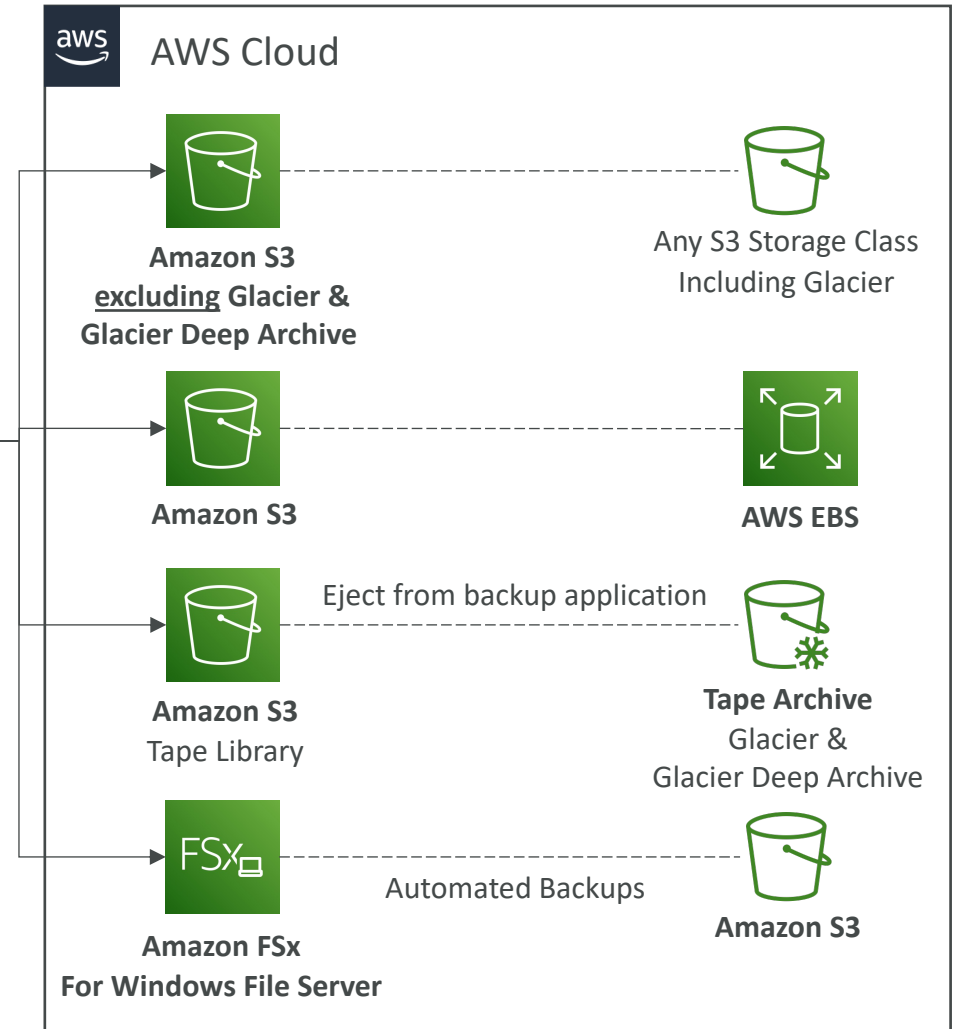 aws
AWS Cloud
Amazon S3
excluding Glacier &
Glacier Deep Archive
Any S3 Storage Class
Including Glacier
Amazon S3
AWS EBS
Eject from backup application
Amazon S3
Tape Library
Tape Archive
Glacier &
Glacier Deep Archive
FSx
Automated Backups
Amazon FSx
For Windows File Server
Amazon S3